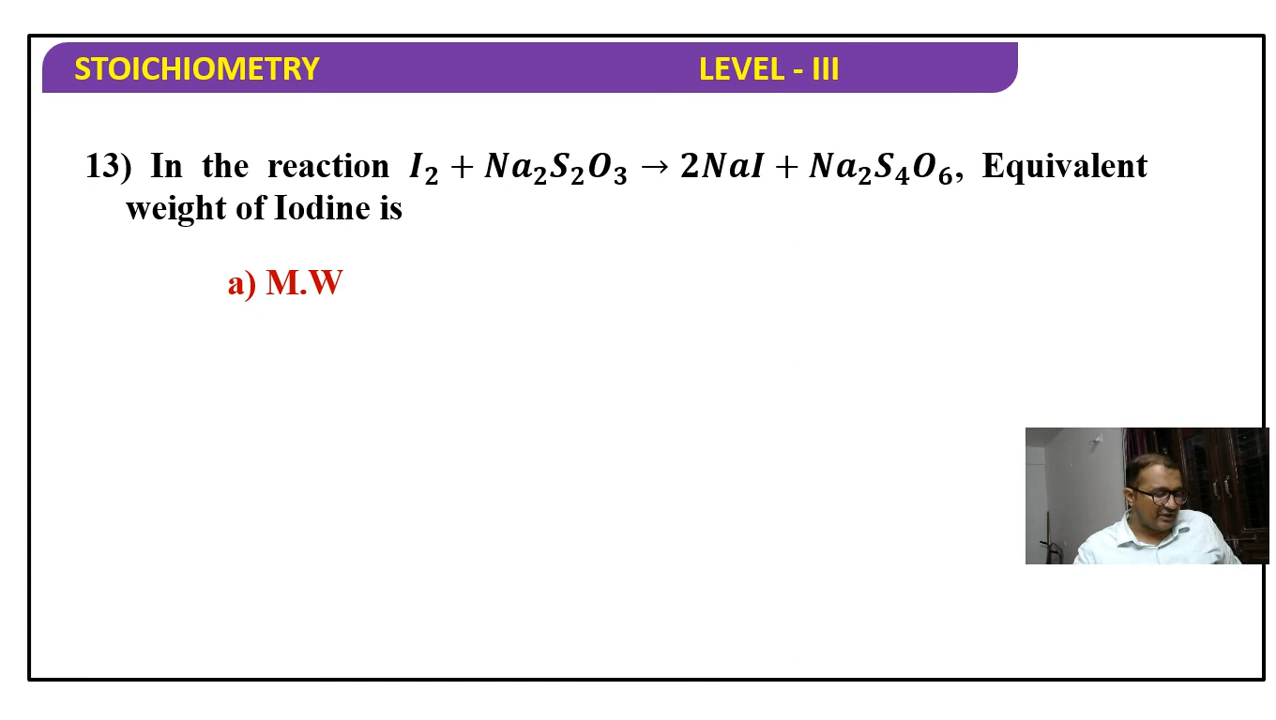 STOICHIOMETRY LEVEL - III
13) In the reaction I₂ + Na₂S₂O₃ → 2NaI + Na₂S₄O₆, Equivalent
weight of Iodine is
a) M.W